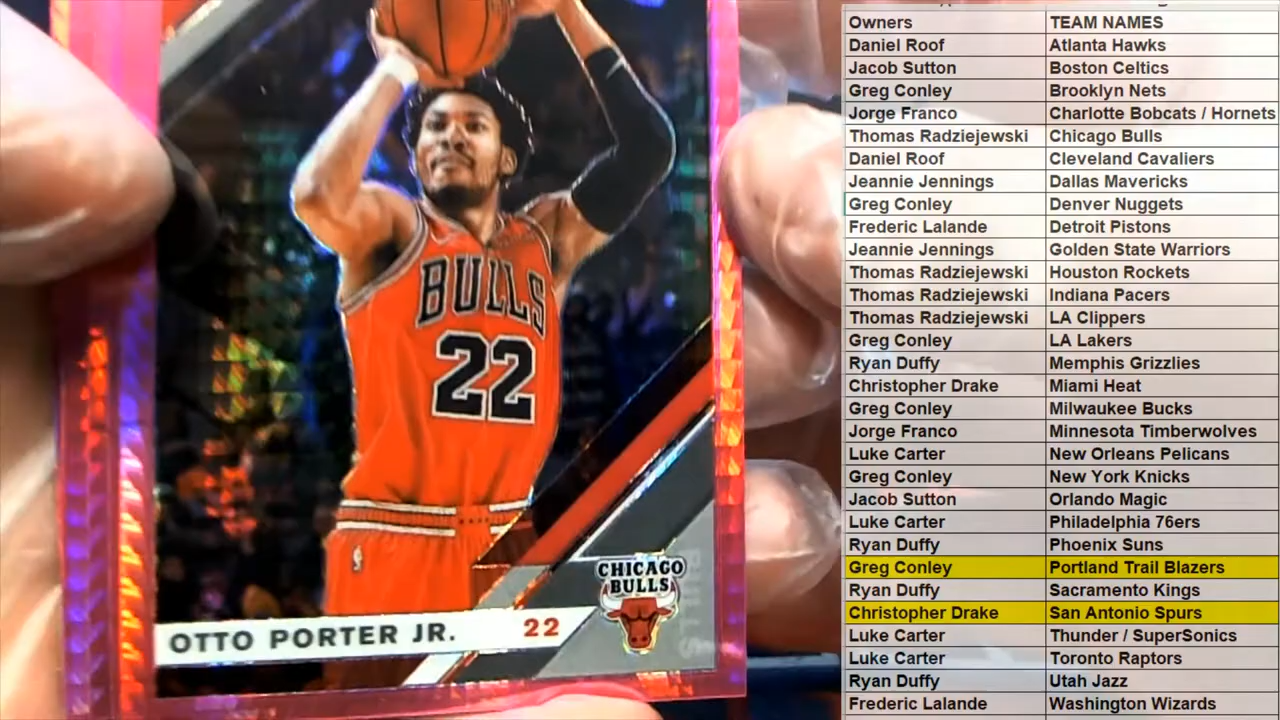 BULLS
22
CHICAGO
BULLS
BULLS
OTTO PORTER JR. 22
Owners TEAM NAMES
Daniel Roof Atlanta Hawks
Jacob Sutton Boston Celtics
Greg Conley Brooklyn Nets
Jorge Franco Charlotte Bobcats / Hornets
Thomas Radziejewski Chicago Bulls
Daniel Roof Cleveland Cavaliers
Jeannie Jennings Dallas Mavericks
Greg Conley Denver Nuggets
Frederic Lalande Detroit Pistons
Jeannie Jennings Golden State Warriors
Thomas Radziejewski Houston Rockets
Thomas Radziejewski Indiana Pacers
Thomas Radziejewski LA Clippers
Greg Conley LA Lakers
Ryan Duffy Memphis Grizzlies
Christopher Drake Miami Heat
Greg Conley Milwaukee Bucks
Jorge Franco Minnesota Timberwolves
Luke Carter New Orleans Pelicans
Greg Conley New York Knicks
Jacob Sutton Orlando Magic
Luke Carter Philadelphia 76ers
Ryan Duffy Phoenix Suns
Greg Conley Portland Trail Blazers
Ryan Duffy Sacramento Kings
Christopher Drake San Antonio Spurs
Luke Carter Thunder / SuperSonics
Luke Carter Toronto Raptors
Ryan Duffy Utah Jazz
Frederic Lalande Washington Wizards